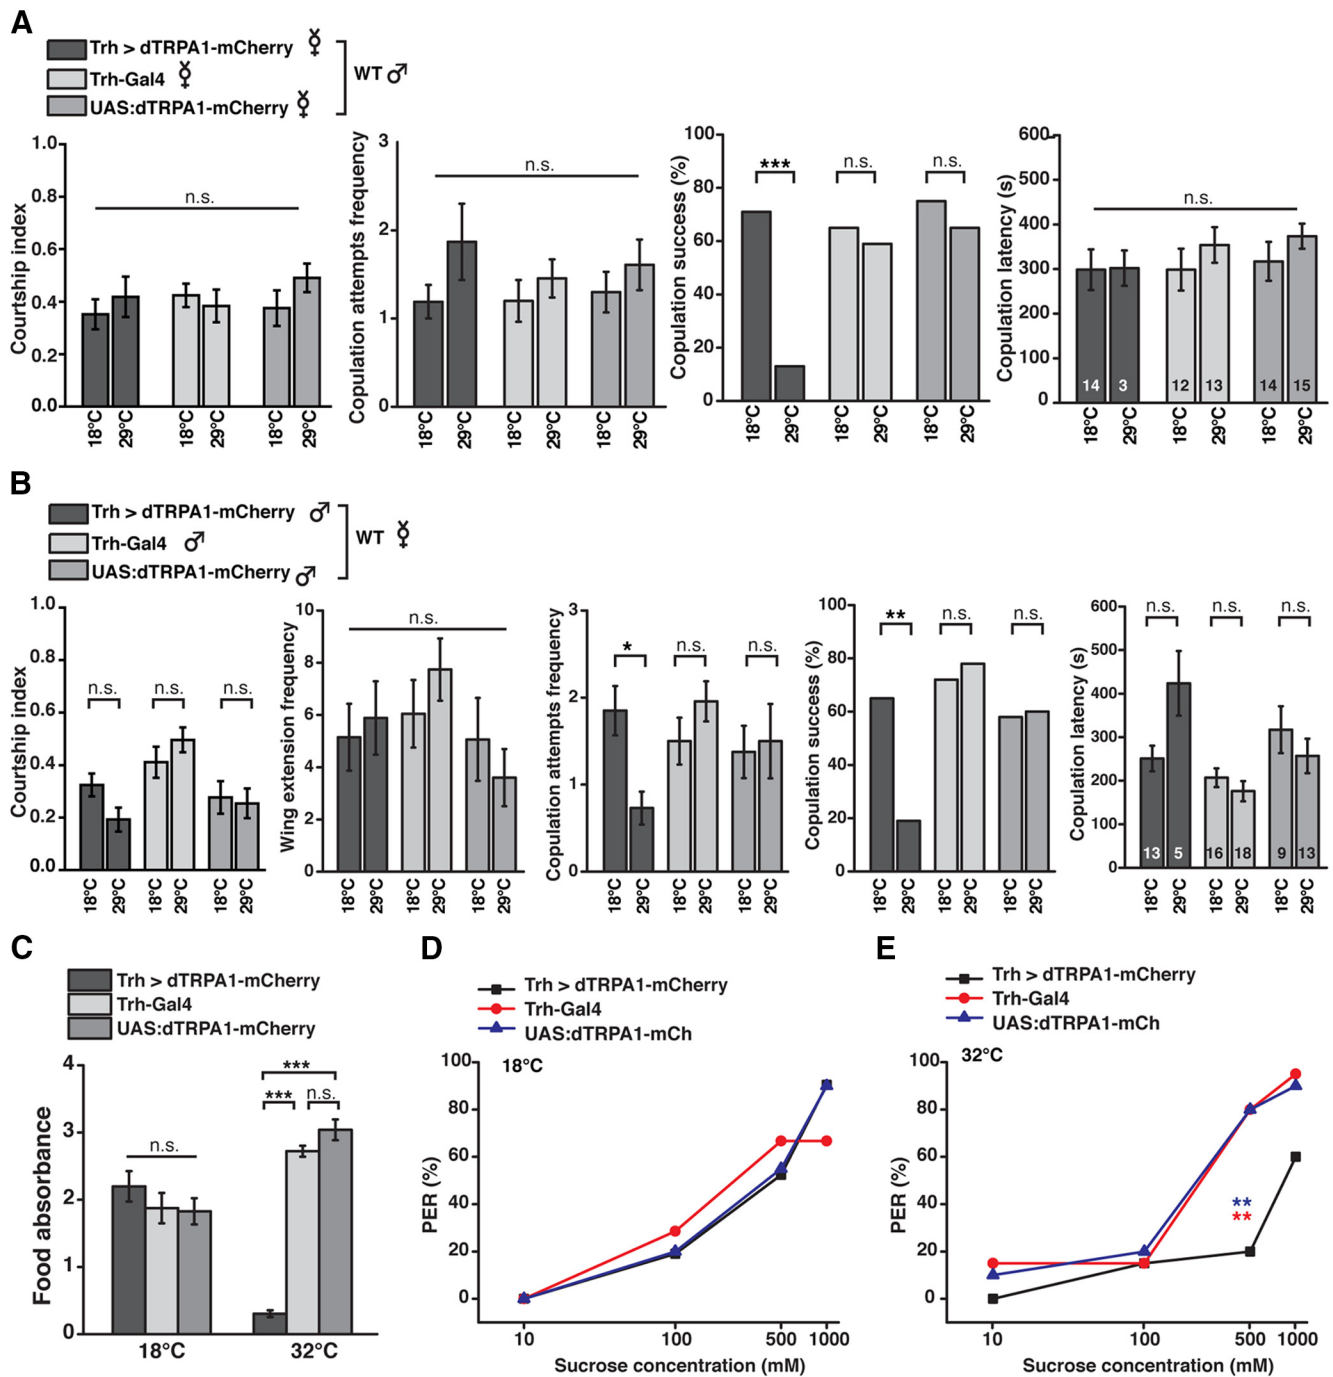 A
Trh > dTRPA1-mCherry ☿
Trh-Gal4 ☿
UAS:dTRPA1-mCherry ☿
WT ♂
Courtship index
1.0
0.8
0.6
0.4
0.2
0.0
n.s.
18°C 29°C 18°C 29°C 18°C 29°C
Copulation attempts frequency
3
2
1
0
n.s.
18°C 29°C 18°C 29°C 18°C 29°C
Copulation success (%)
100
80
60
40
20
0
*** n.s. n.s.
18°C 29°C 18°C 29°C 18°C 29°C
Copulation latency (s)
600
500
400
300
200
100
0
n.s.
14 3 12 13 14 15
18°C 29°C 18°C 29°C 18°C 29°C
B
Trh > dTRPA1-mCherry ♂
Trh-Gal4 ♂
UAS:dTRPA1-mCherry ♂
WT ☿
Courtship index
1.0
0.8
0.6
0.4
0.2
0.0
n.s. n.s. n.s.
18°C 29°C 18°C 29°C 18°C 29°C
Wing extension frequency
10
8
6
4
2
0
n.s.
18°C 29°C 18°C 29°C 18°C 29°C
Copulation attempts frequency
3
2
1
0
* n.s. n.s.
18°C 29°C 18°C 29°C 18°C 29°C
Copulation success (%)
100
80
60
40
20
0
** n.s. n.s.
18°C 29°C 18°C 29°C 18°C 29°C
Copulation latency (s)
600
500
400
300
200
100
0
n.s. n.s. n.s.
13 5 16 18 9 13
18°C 29°C 18°C 29°C 18°C 29°C
C
Trh > dTRPA1-mCherry
Trh-Gal4
UAS:dTRPA1-mCherry
Food absorbance
4
3
2
1
0
n.s.
***
*** n.s.
18°C 32°C
D
Trh > dTRPA1-mCherry
Trh-Gal4
UAS:dTRPA1-mCh
18°C
PER (%)
100
80
60
40
20
0
10 100 500 1000
Sucrose concentration (mM)
E
Trh > dTRPA1-mCherry
Trh-Gal4
UAS:dTRPA1-mCh
32°C
PER (%)
100
80
60
40
20
0
**
**
10 100 500 1000
Sucrose concentration (mM)